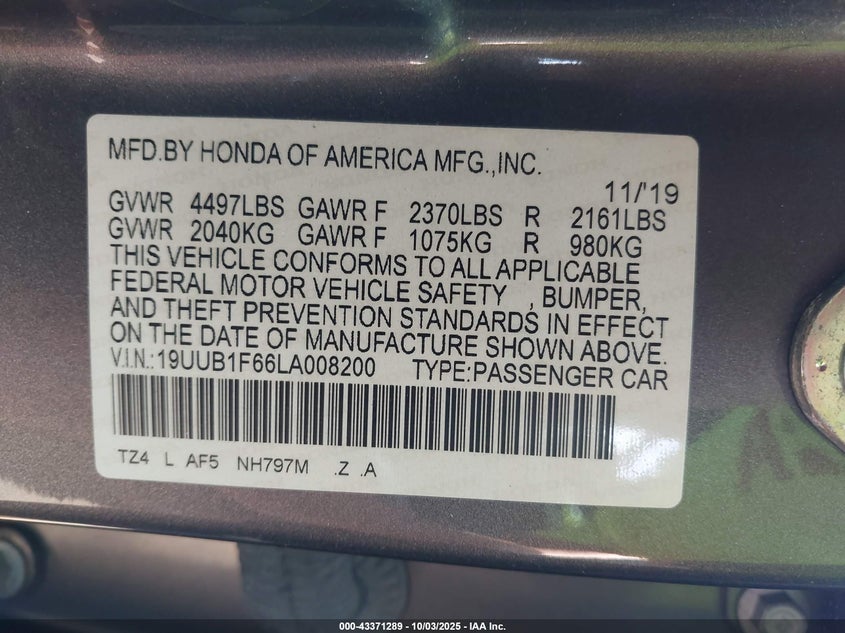 MFD.BY HONDA OF AMERICA MFG.,INC.
11/'19
GVWR 4497LBS GAWR F 2370LBS R 2161LBS
GVWR 2040KG GAWR F 1075KG R 980KG
THIS VEHICLE CONFORMS TO ALL APPLICABLE
FEDERAL MOTOR VEHICLE SAFETY , BUMPER,
AND THEFT PREVENTION STANDARDS IN EFFECT
ON THE DATE OF MANUFACTURE SHOWN ABOVE.
V.I.N.:19UUB1F66LA008200 TYPE:PASSENGER CAR
TZ4 L AF5 NH797M .Z .A
000-43371289 - 10/03/2025 - IAA Inc.